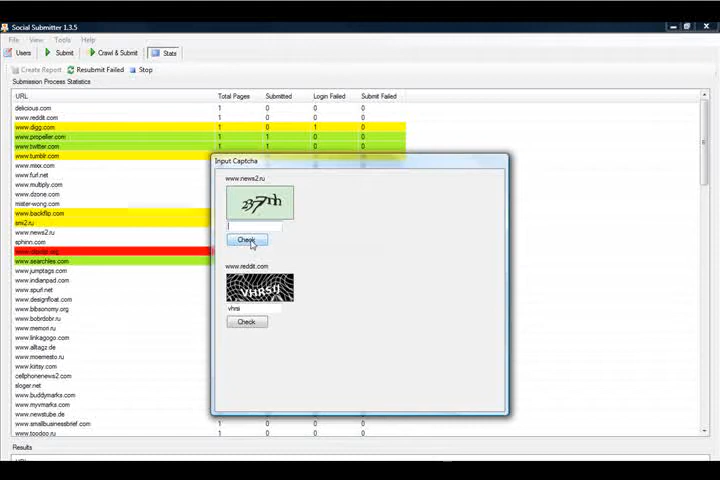 Social Submitter 1.3.5
File View Tools Help
Users Submit Crawl & Submit Stats
Create Report Resubmit Failed Stop
Submission Process Statistics
URL Total Pages Submitted Login Failed Submit Failed
delicious.com 1 0 0 0
www.reddit.com 1 0 0 0
www.digg.com 1 0 1 0
www.propeller.com 1 1 0 0
www.twitter.com 1 1 0 0
www.tumblr.com
www.mixx.com
www.furl.net
www.multiply.com
www.dzone.com
mister-wong.com
www.backflip.com
smi2.ru
www.news2.ru
sphinn.com
www.searchles.com
www.jumptags.com
www.indianpad.com
www.spurl.net
www.designfloat.com
www.bibsonomy.org
www.bobrdobr.ru
www.memori.ru
www.linkagogo.com
www.alltagz.de
www.moemesto.ru
www.kirtsy.com
cellphonenews2.com
sloger.net
www.buddymarks.com
www.myvmarks.com
www.newstube.de
www.smallbusinessbrief.com 1 0 0 0
www.toodoo.ru 1 0 0 0
Results
Input Captcha
www.news2.ru
Check
www.reddit.com
vhrsi
Check